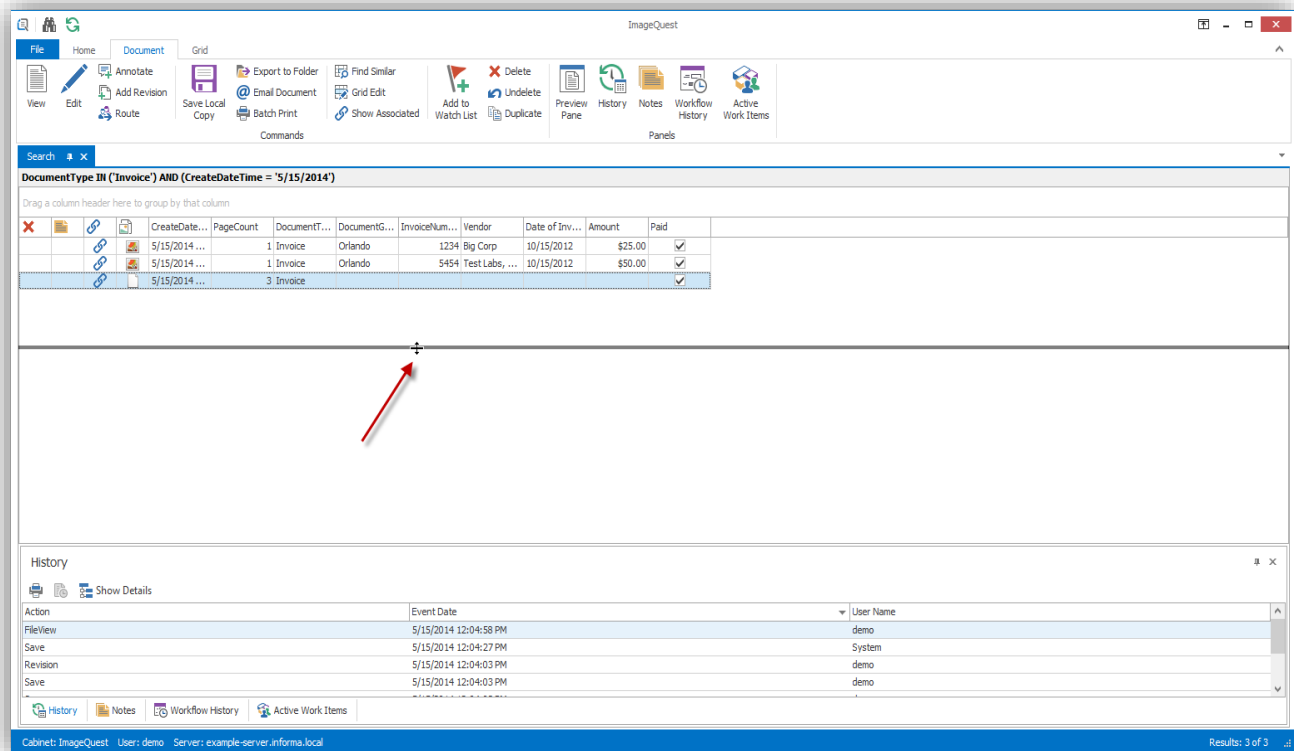 ImageQuest
File Home Document Grid
View
Edit
Annotate
Add Revision
Route
Save Local
Copy
Export to Folder
Email Document
Batch Print
Find Similar
Grid Edit
Show Associated
Add to
Watch List
Delete
Undelete
Duplicate
Commands
Preview
Pane
History
Notes
Workflow
History
Active
Work Items
Panels
Search
DocumentType IN ('Invoice') AND (CreateDateTime = '5/15/2014')
Drag a column header here to group by that column
CreateDate... PageCount DocumentT... DocumentG... InvoiceNum... Vendor Date of Inv... Amount Paid
5/15/2014 ... 1 Invoice Orlando 1234 Big Corp 10/15/2012 $25.00
5/15/2014 ... 1 Invoice Orlando 5454 Test Labs, ... 10/15/2012 $50.00
5/15/2014 ... 3 Invoice
History
Show Details
Action Event Date User Name
FileView 5/15/2014 12:04:58 PM demo
Save 5/15/2014 12:04:27 PM System
Revision 5/15/2014 12:04:03 PM demo
Save 5/15/2014 12:04:03 PM demo
History Notes Workflow History Active Work Items
Cabinet: ImageQuest User: demo Server: example-server.informa.local Results: 3 of 3